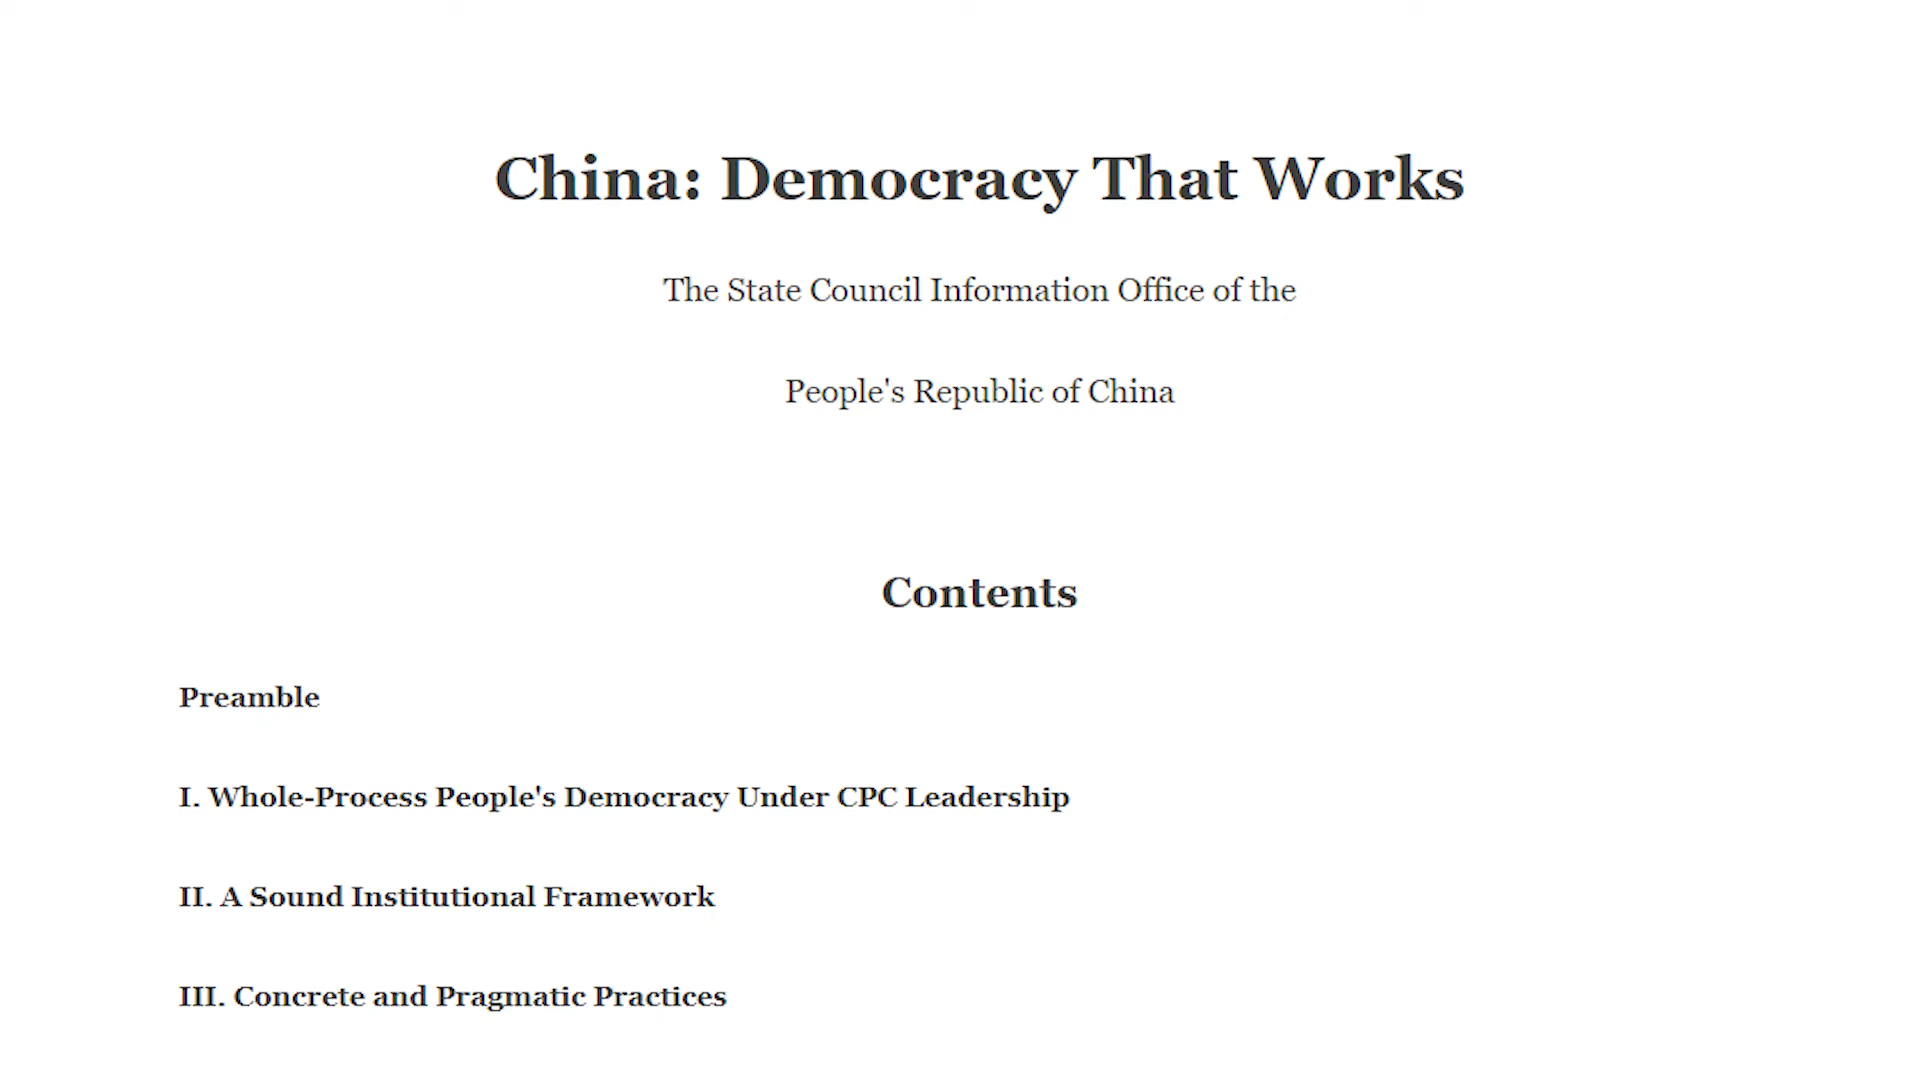 China: Democracy That Works
The State Council Information Office of the
People's Republic of China
Contents
Preamble
I. Whole-Process People's Democracy Under CPC Leadership
II. A Sound Institutional Framework
III. Concrete and Pragmatic Practices